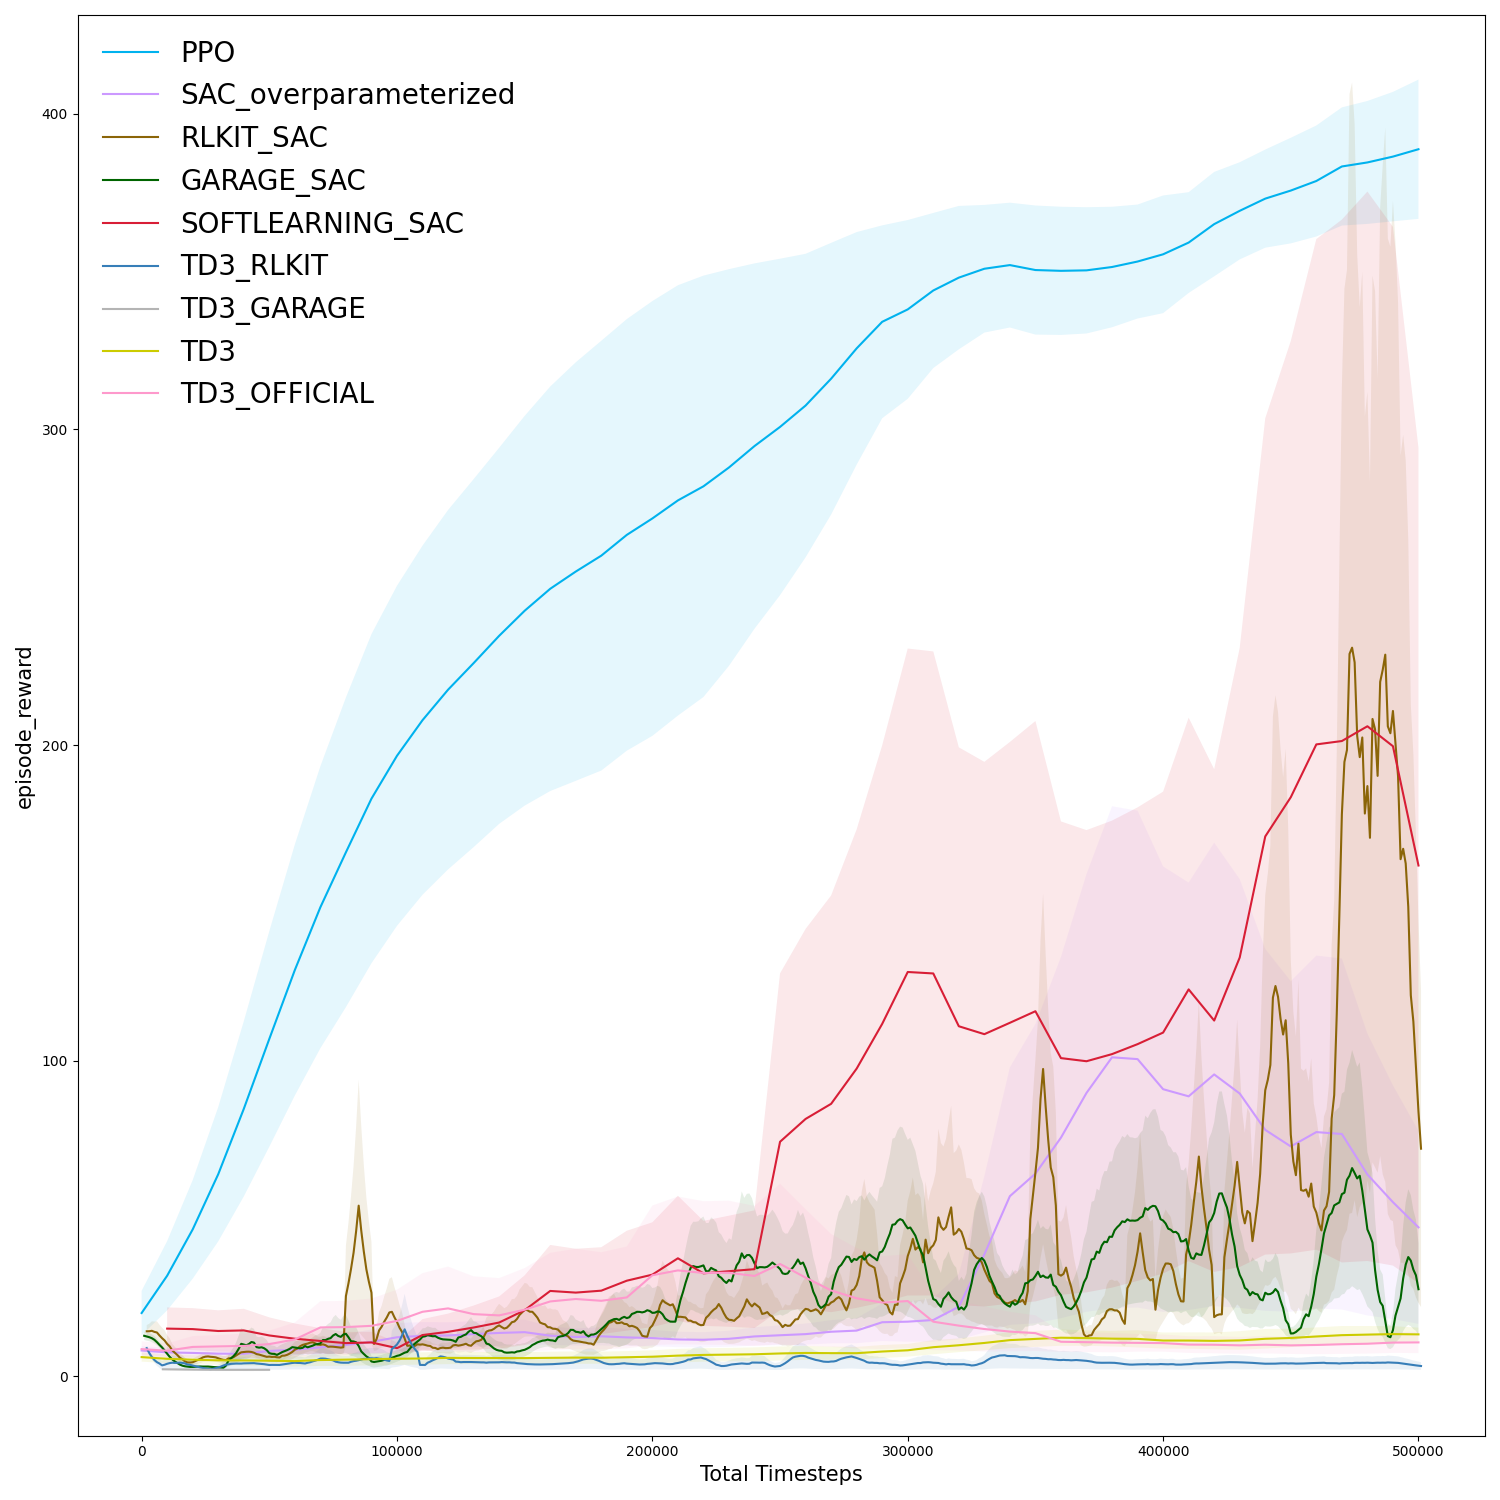 PPO
SAC_overparameterized
RLKIT_SAC
GARAGE_SAC
SOFTLEARNING_SAC
TD3_RLKIT
TD3_GARAGE
TD3
TD3_OFFICIAL
400
300
200
100
0
episode_reward
0 100000 200000 300000 400000 500000
Total Timesteps